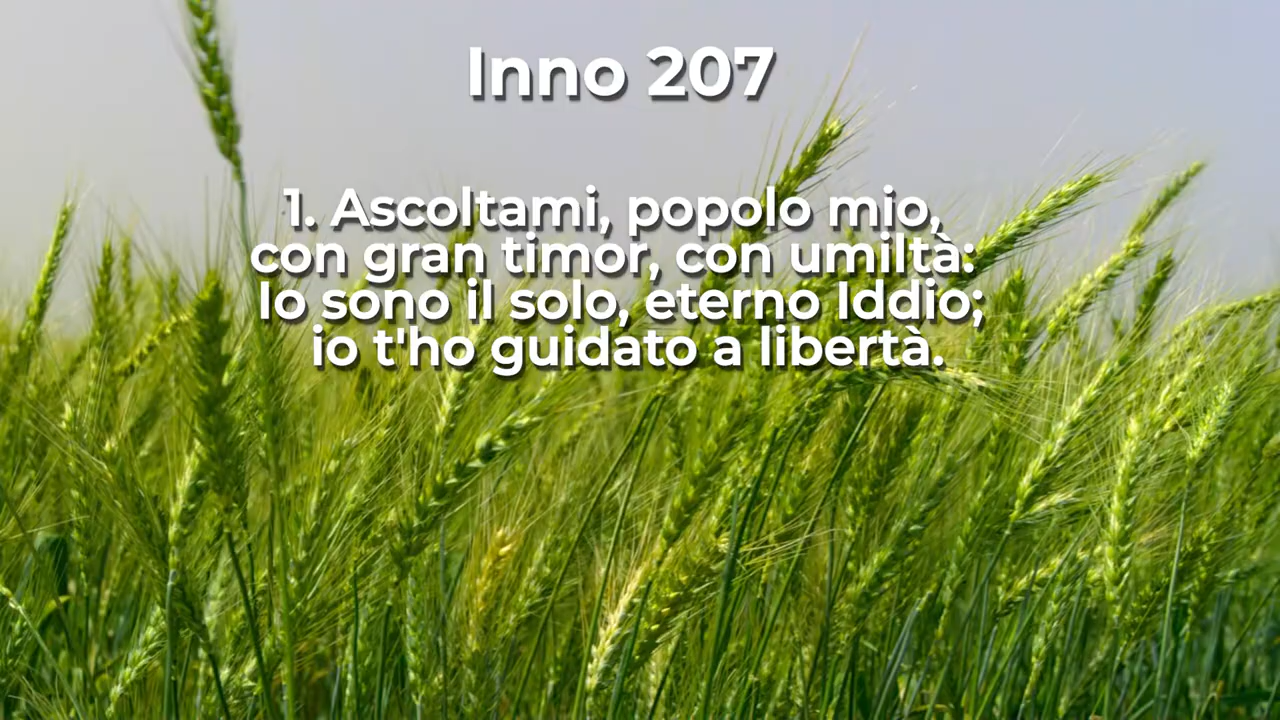 Inno 207
1. Ascoltami, popolo mio,
con gran timor, con umiltà:
Io sono il solo, eterno Iddio;
io t'ho guidato a libertà.